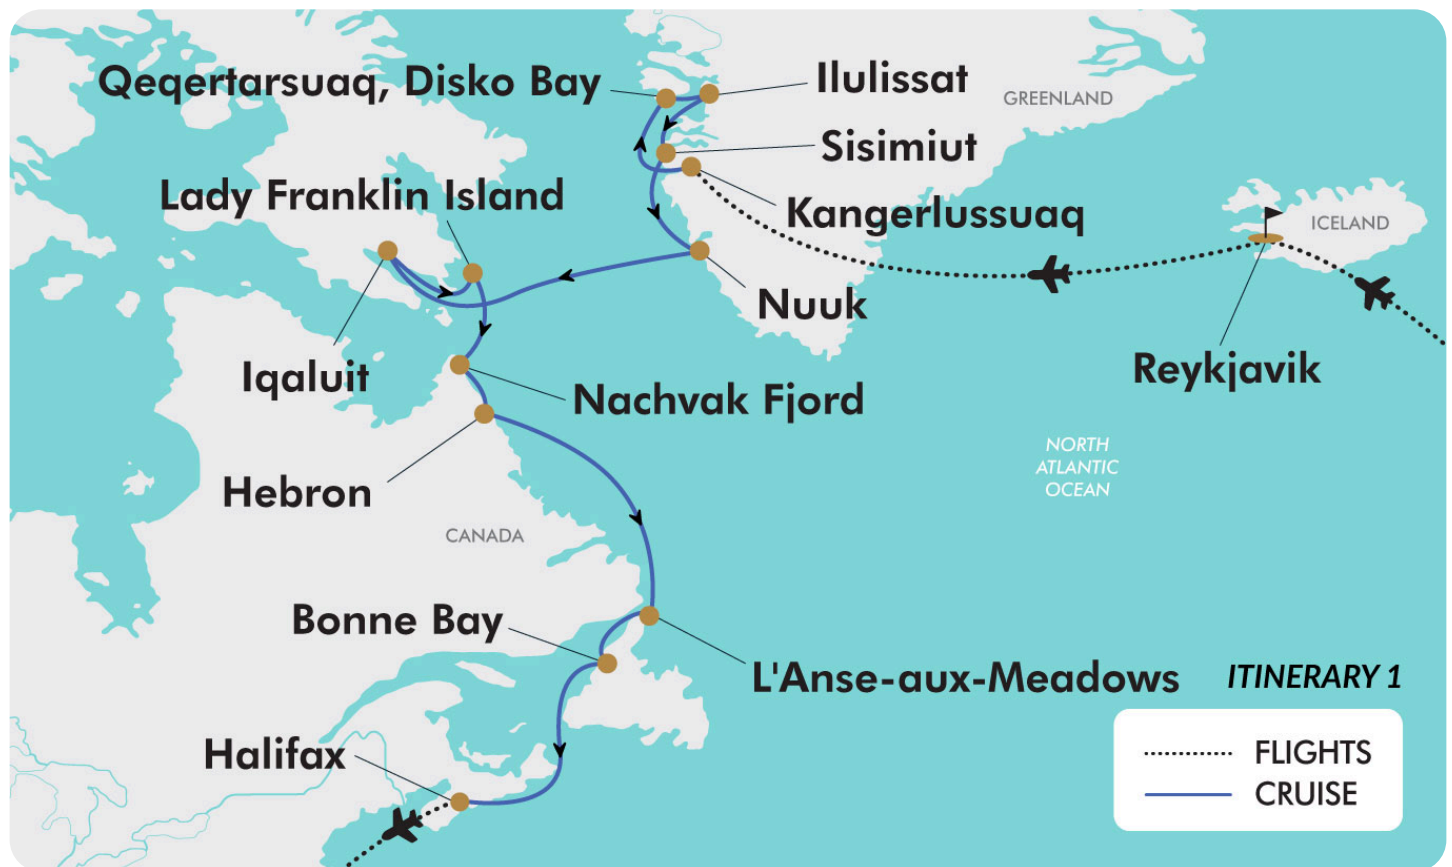 Qeqertarsuaq, Disko Bay
Ilulissat
GREENLAND
Sisimiut
Lady Franklin Island
Kangerlussuaq
ICELAND
Nuuk
Iqaluit
Reykjavik
Nachvak Fjord
NORTH
ATLANTIC
OCEAN
Hebron
CANADA
Bonne Bay
L'Anse-aux-Meadows
ITINERARY 1
Halifax
FLIGHTS
CRUISE